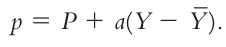 p = P + a(Y − Ȳ).